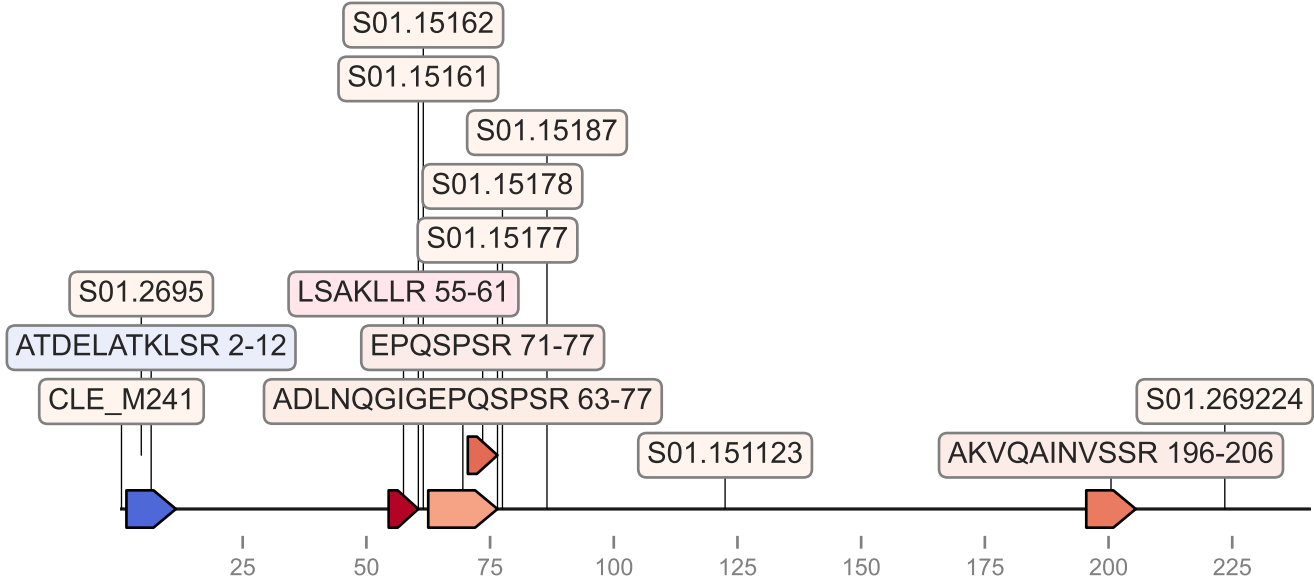 S01.15162
S01.15161
S01.15187
S01.15178
S01.15177
S01.2695
LSAKLLR 55-61
ATDELATKLSR 2-12
EPQSPSR 71-77
CLE_M241
ADLNQGIGEPQSPSR 63-77
S01.269224
S01.151123
AKVQAINVSSR 196-206
25
50
75
100
125
150
175
200
225